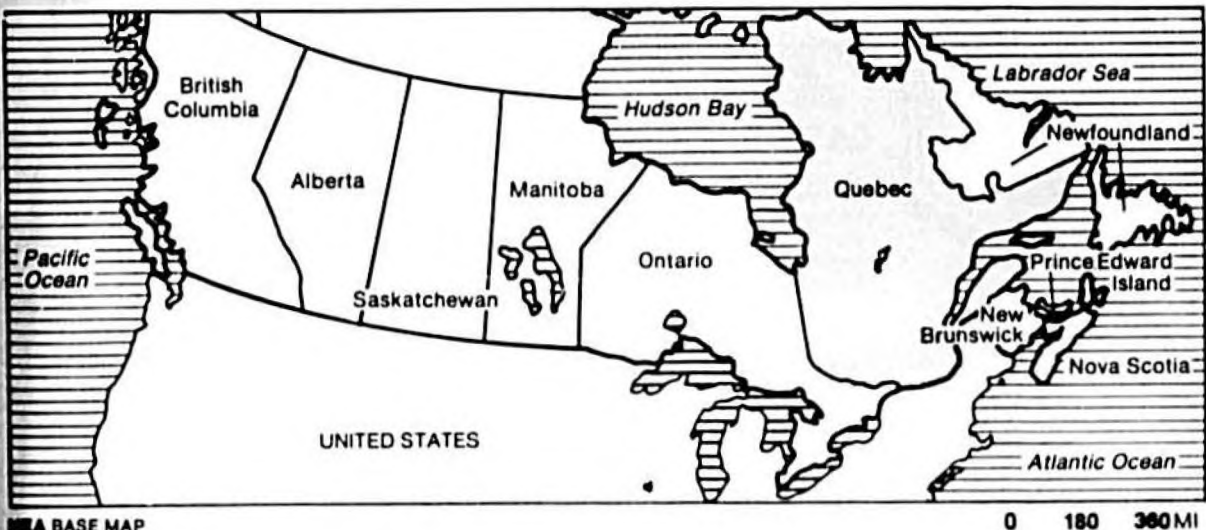 British
Columbia
Alberta
Saskatchewan
Manitoba
Hudson Bay
Ontario
Quebec
Labrador Sea
Newfoundland
Pacific
Ocean
Prince Edward
Island
New
Brunswick
Nova Scotia
UNITED STATES
Atlantic Ocean
BASE MAP
0 180 360 MI